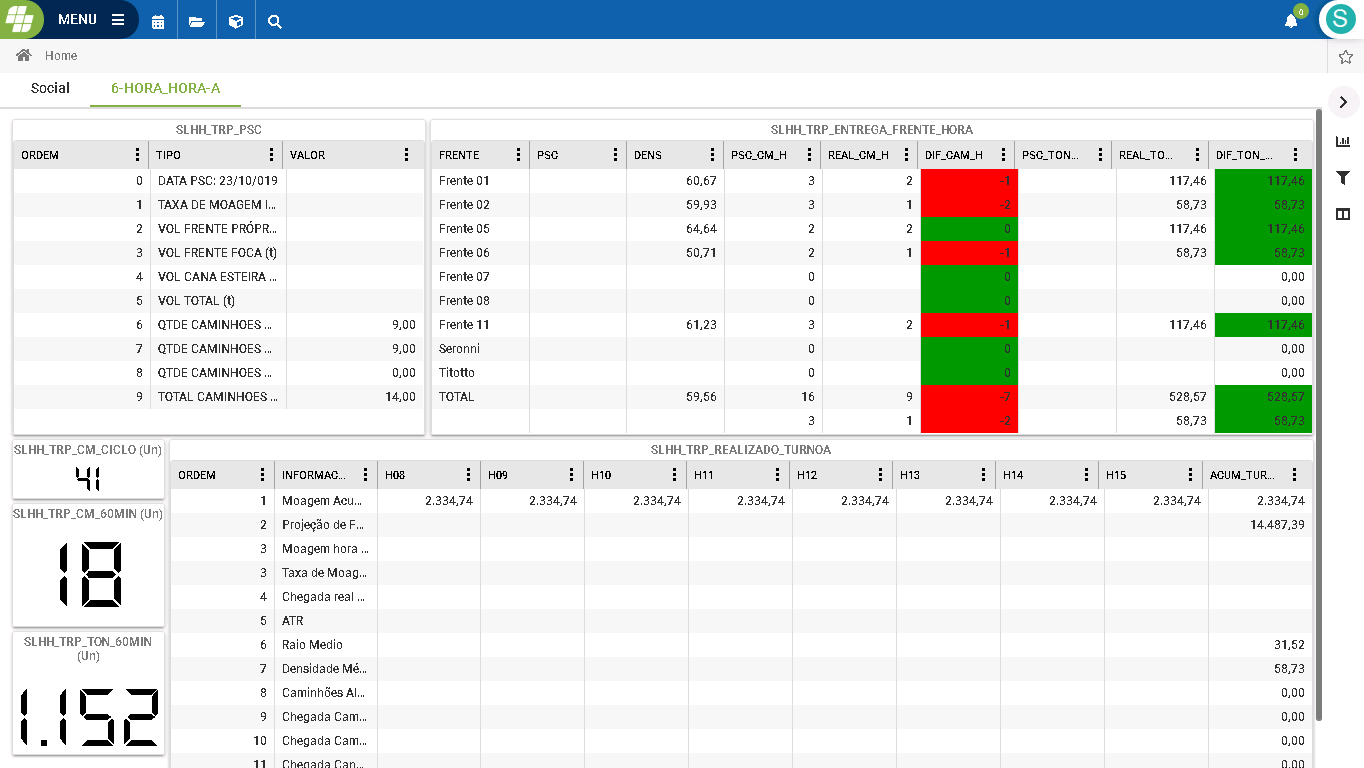 MENU
0
S
Home
Social 6-HORA_HORA-A
SLHH_TRP_PSC
ORDEM TIPO VALOR
0 DATA PSC: 23/10/019
1 TAXA DE MOAGEM I...
2 VOL FRENTE PRÓPR...
3 VOL FRENTE FOCA (t)
4 VOL CANA ESTEIRA ...
5 VOL TOTAL (t)
6 QTDE CAMINHOES ... 9,00
7 QTDE CAMINHOES ... 9,00
8 QTDE CAMINHOES ... 0,00
9 TOTAL CAMINHOES ... 14,00
SLHH_TRP_ENTREGA_FRENTE_HORA
FRENTE PSC DENS PSC_CM_H REAL_CM_H DIF_CAM_H PSC_TON... REAL_TO... DIF_TON_...
Frente 01 60,67 3 2 -1 117,46 117,46
Frente 02 59,93 3 1 -2 58,73 58,73
Frente 05 64,64 2 2 0 117,46 117,46
Frente 06 50,71 2 1 -1 58,73 58,73
Frente 07 0 0 0,00
Frente 08 0 0 0,00
Frente 11 61,23 3 2 -1 117,46 117,46
Seronni 0 0 0,00
Titotto 0 0 0,00
TOTAL 59,56 16 9 -7 528,57 528,57
3 1 2 58,73 58,73
SLHH_TRP_CM_CICLO (Un)
41
SLHH_TRP_CM_60MIN (Un)
18
SLHH_TRP_TON_60MIN
(Un)
1.152
SLHH_TRP_REALIZADO_TURNOA
ORDEM INFORMAC... H08 H09 H10 H11 H12 H13 H14 H15 ACUM_TUR...
1 Moagem Acu... 2.334,74 2.334,74 2.334,74 2.334,74 2.334,74 2.334,74 2.334,74 2.334,74 2.334,74
2 Projeção de F... 14.487,39
3 Moagem hora ...
3 Taxa de Moag...
4 Chegada real ...
5 ATR
6 Raio Medio 31,52
7 Densidade Mé... 58,73
8 Caminhões Al... 0,00
9 Chegada Cam... 0,00
10 Chegada Cam... 0,00
11 Chegada Can... 0,00